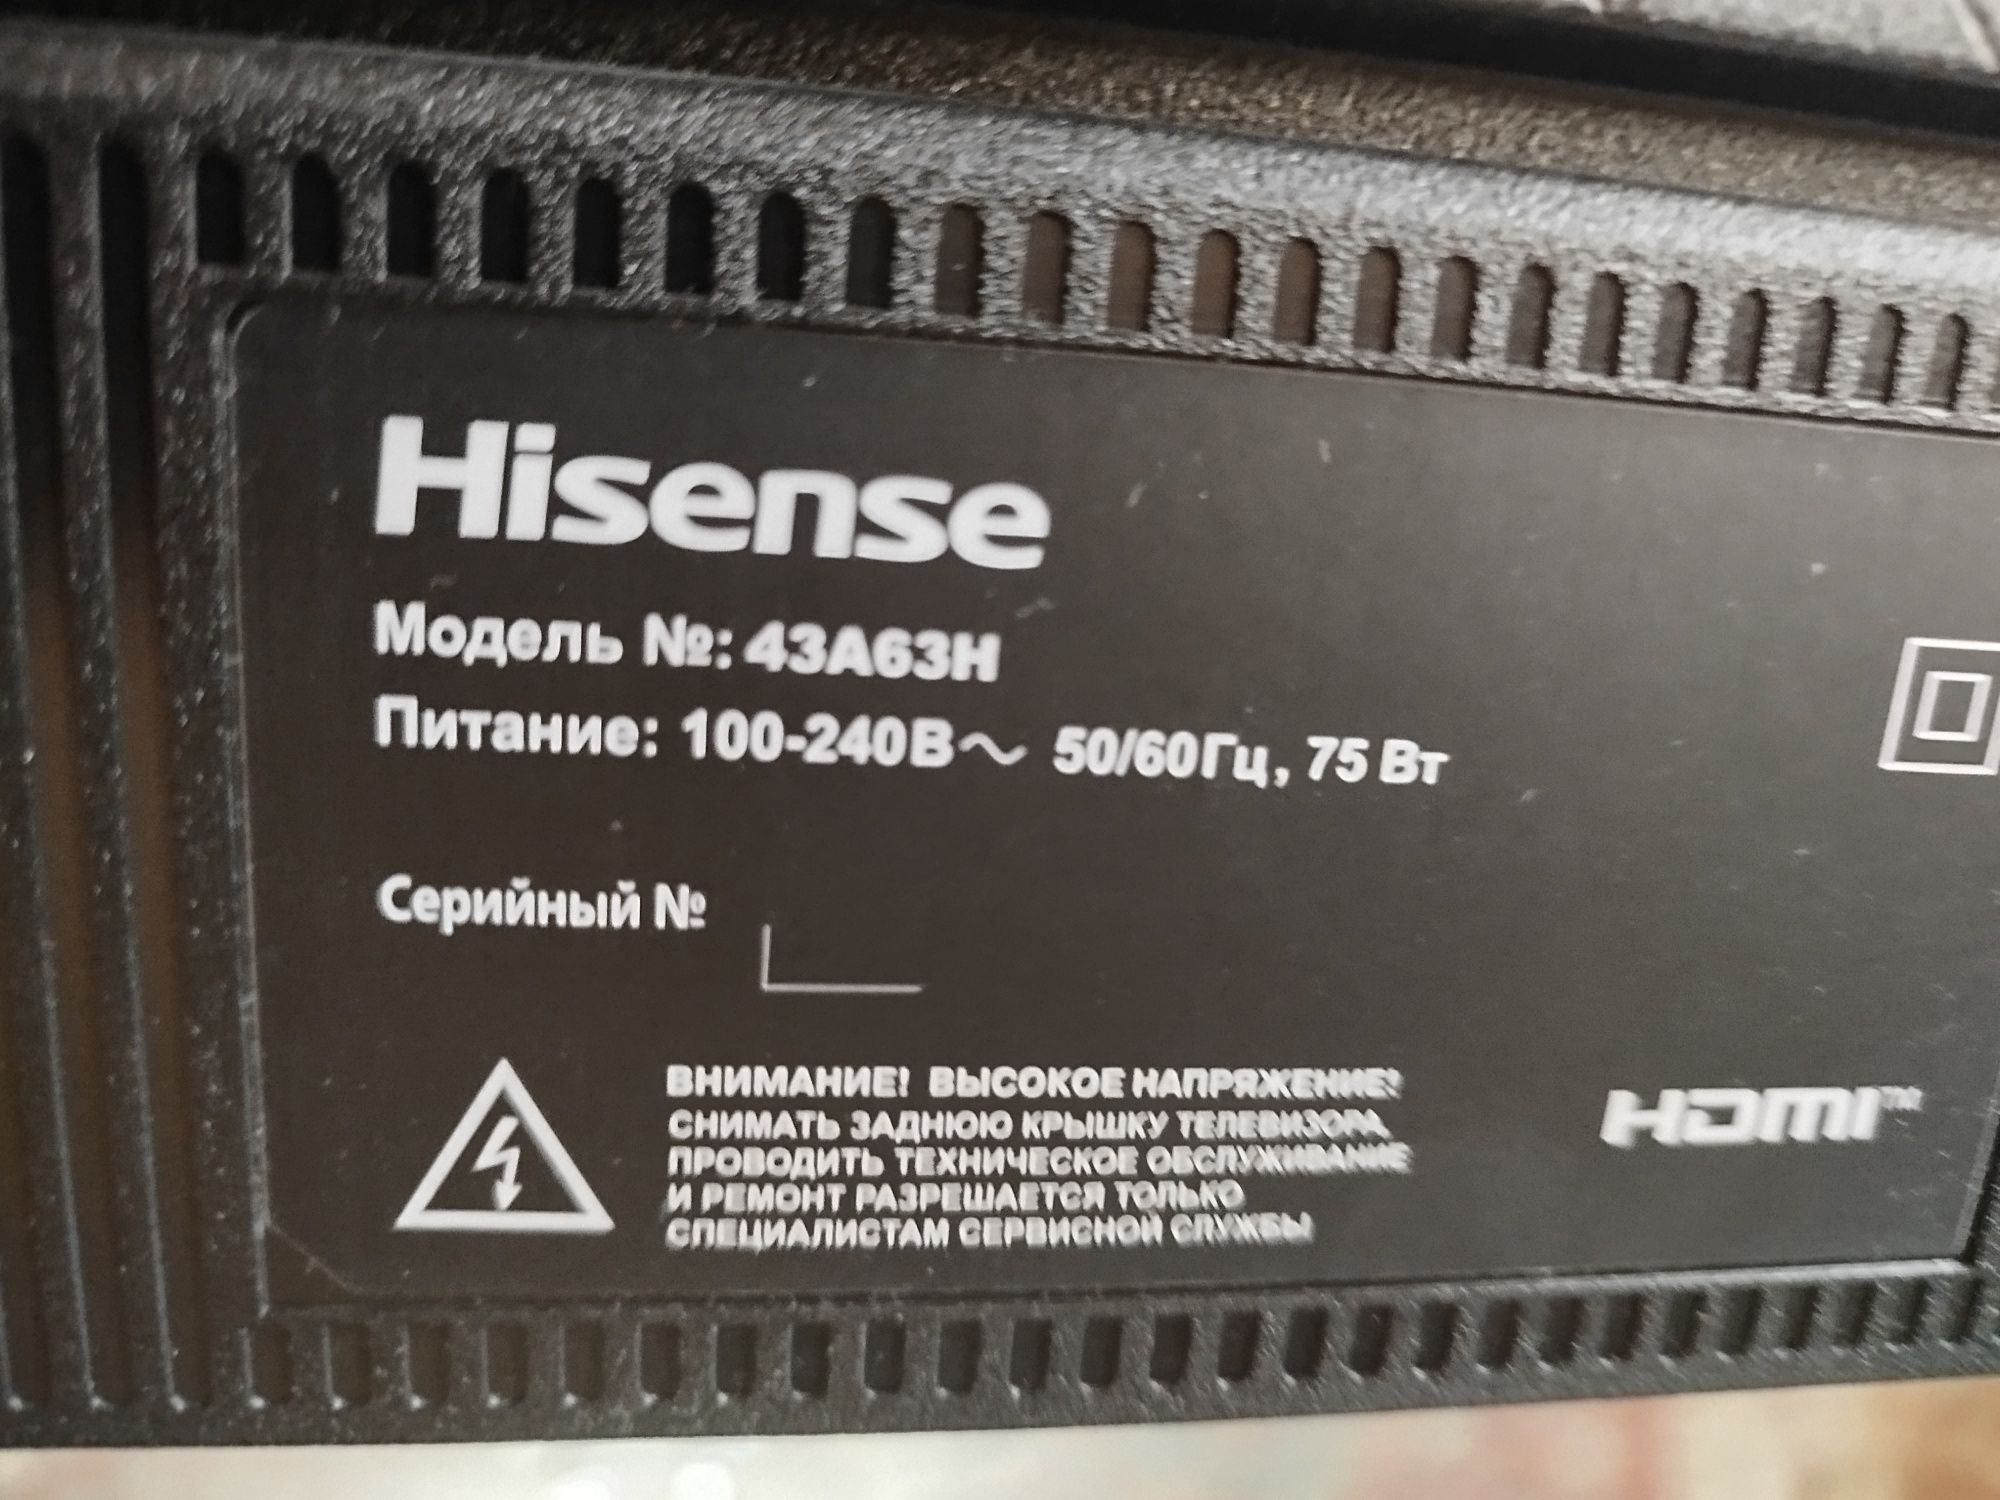 Hisense
Модель №: 43A63H
Питание: 100-240В~ 50/60Гц, 75 Вт
Серийный №
ВНИМАНИЕ! ВЫСОКОЕ НАПРЯЖЕНИЕ!
СНИМАТЬ ЗАДНЮЮ КРЫШКУ ТЕЛЕВИЗОРА,
ПРОВОДИТЬ ТЕХНИЧЕСКОЕ ОБСЛУЖИВАНИЕ
И РЕМОНТ РАЗРЕШАЕТСЯ ТОЛЬКО
СПЕЦИАЛИСТАМ СЕРВИСНОЙ СЛУЖБЫ
HDMI™